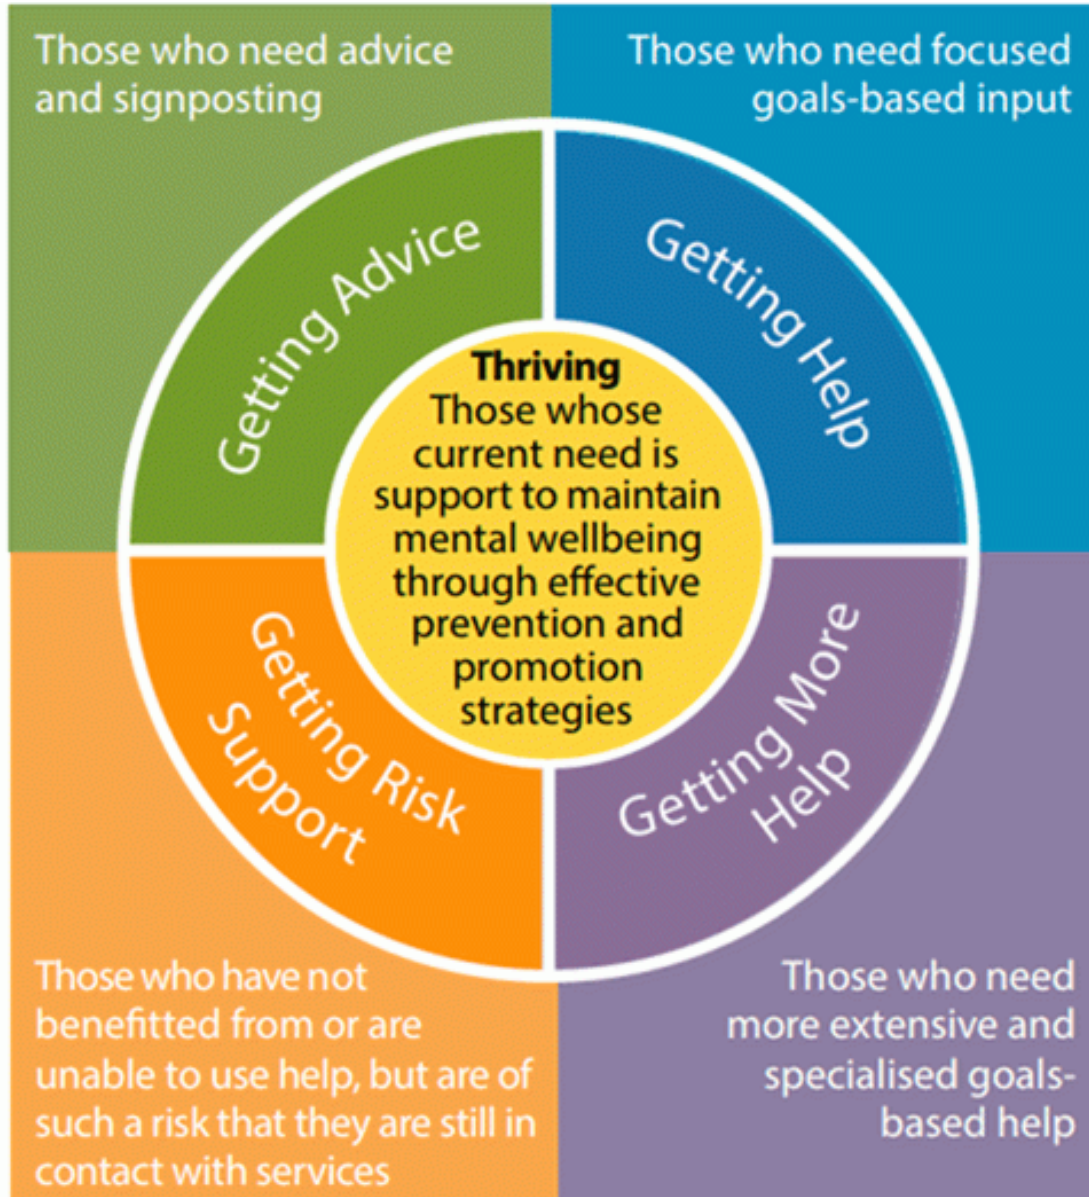 Those who need advice
and signposting
Those who need focused
goals-based input
Getting Advice
Getting Help
Thriving
Those whose
current need is
support to maintain
mental wellbeing
through effective
prevention and
promotion
strategies
Getting Risk
Support
Getting More
Help
Those who have not
benefitted from or are
unable to use help, but are of
such a risk that they are still in
contact with services
Those who need
more extensive and
specialised goals-
based help